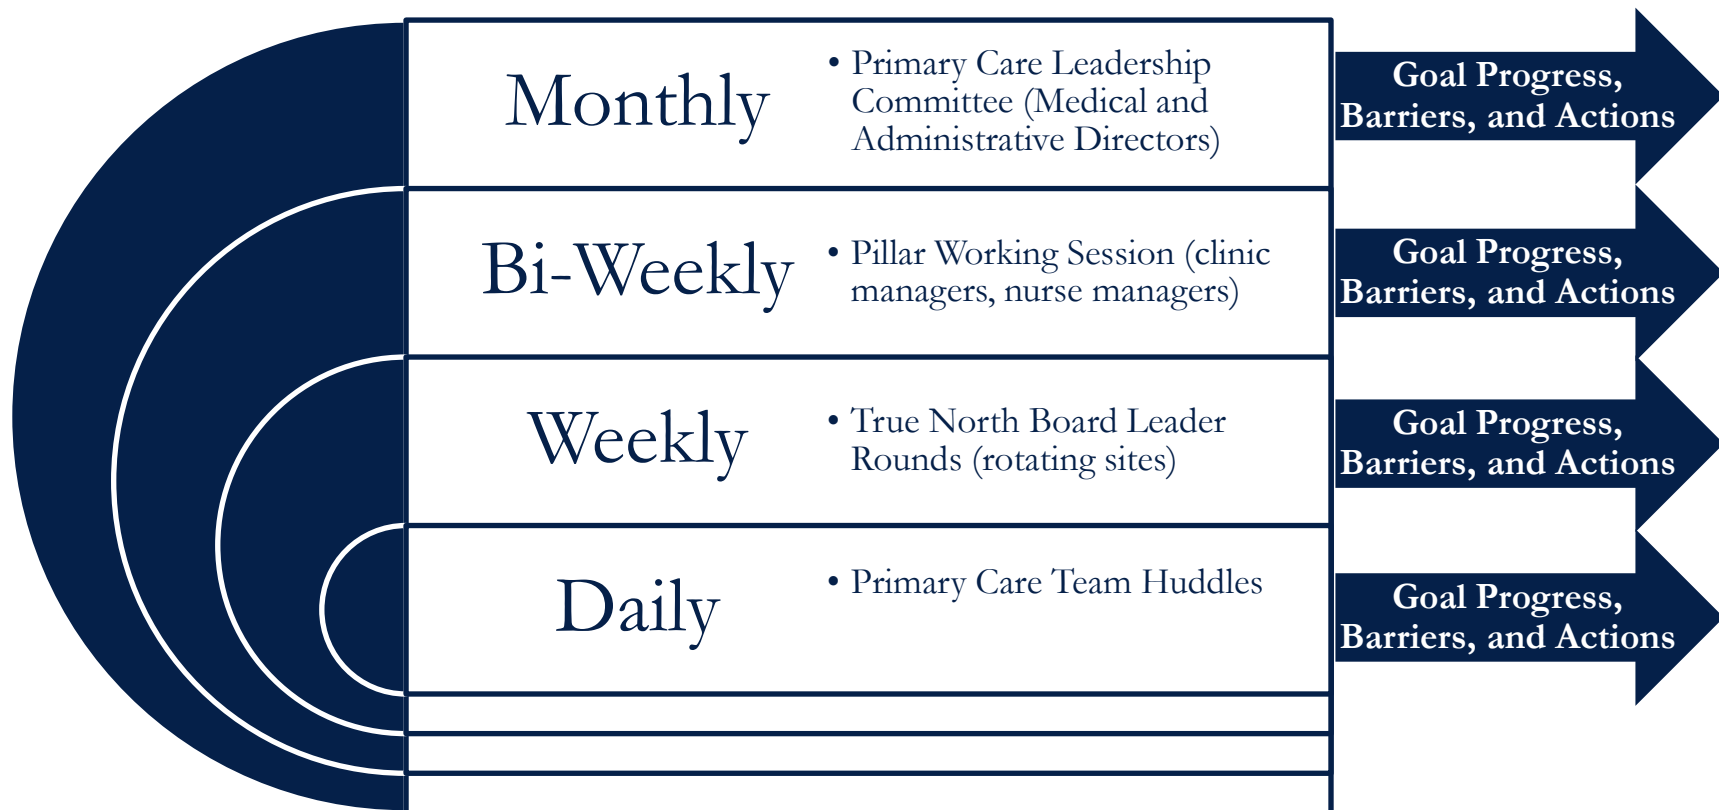 Monthly
• Primary Care Leadership
Committee (Medical and
Administrative Directors)
Goal Progress,
Barriers, and Actions
Bi-Weekly
• Pillar Working Session (clinic
managers, nurse managers)
Goal Progress,
Barriers, and Actions
Weekly
• True North Board Leader
Rounds (rotating sites)
Goal Progress,
Barriers, and Actions
Daily
• Primary Care Team Huddles
Goal Progress,
Barriers, and Actions